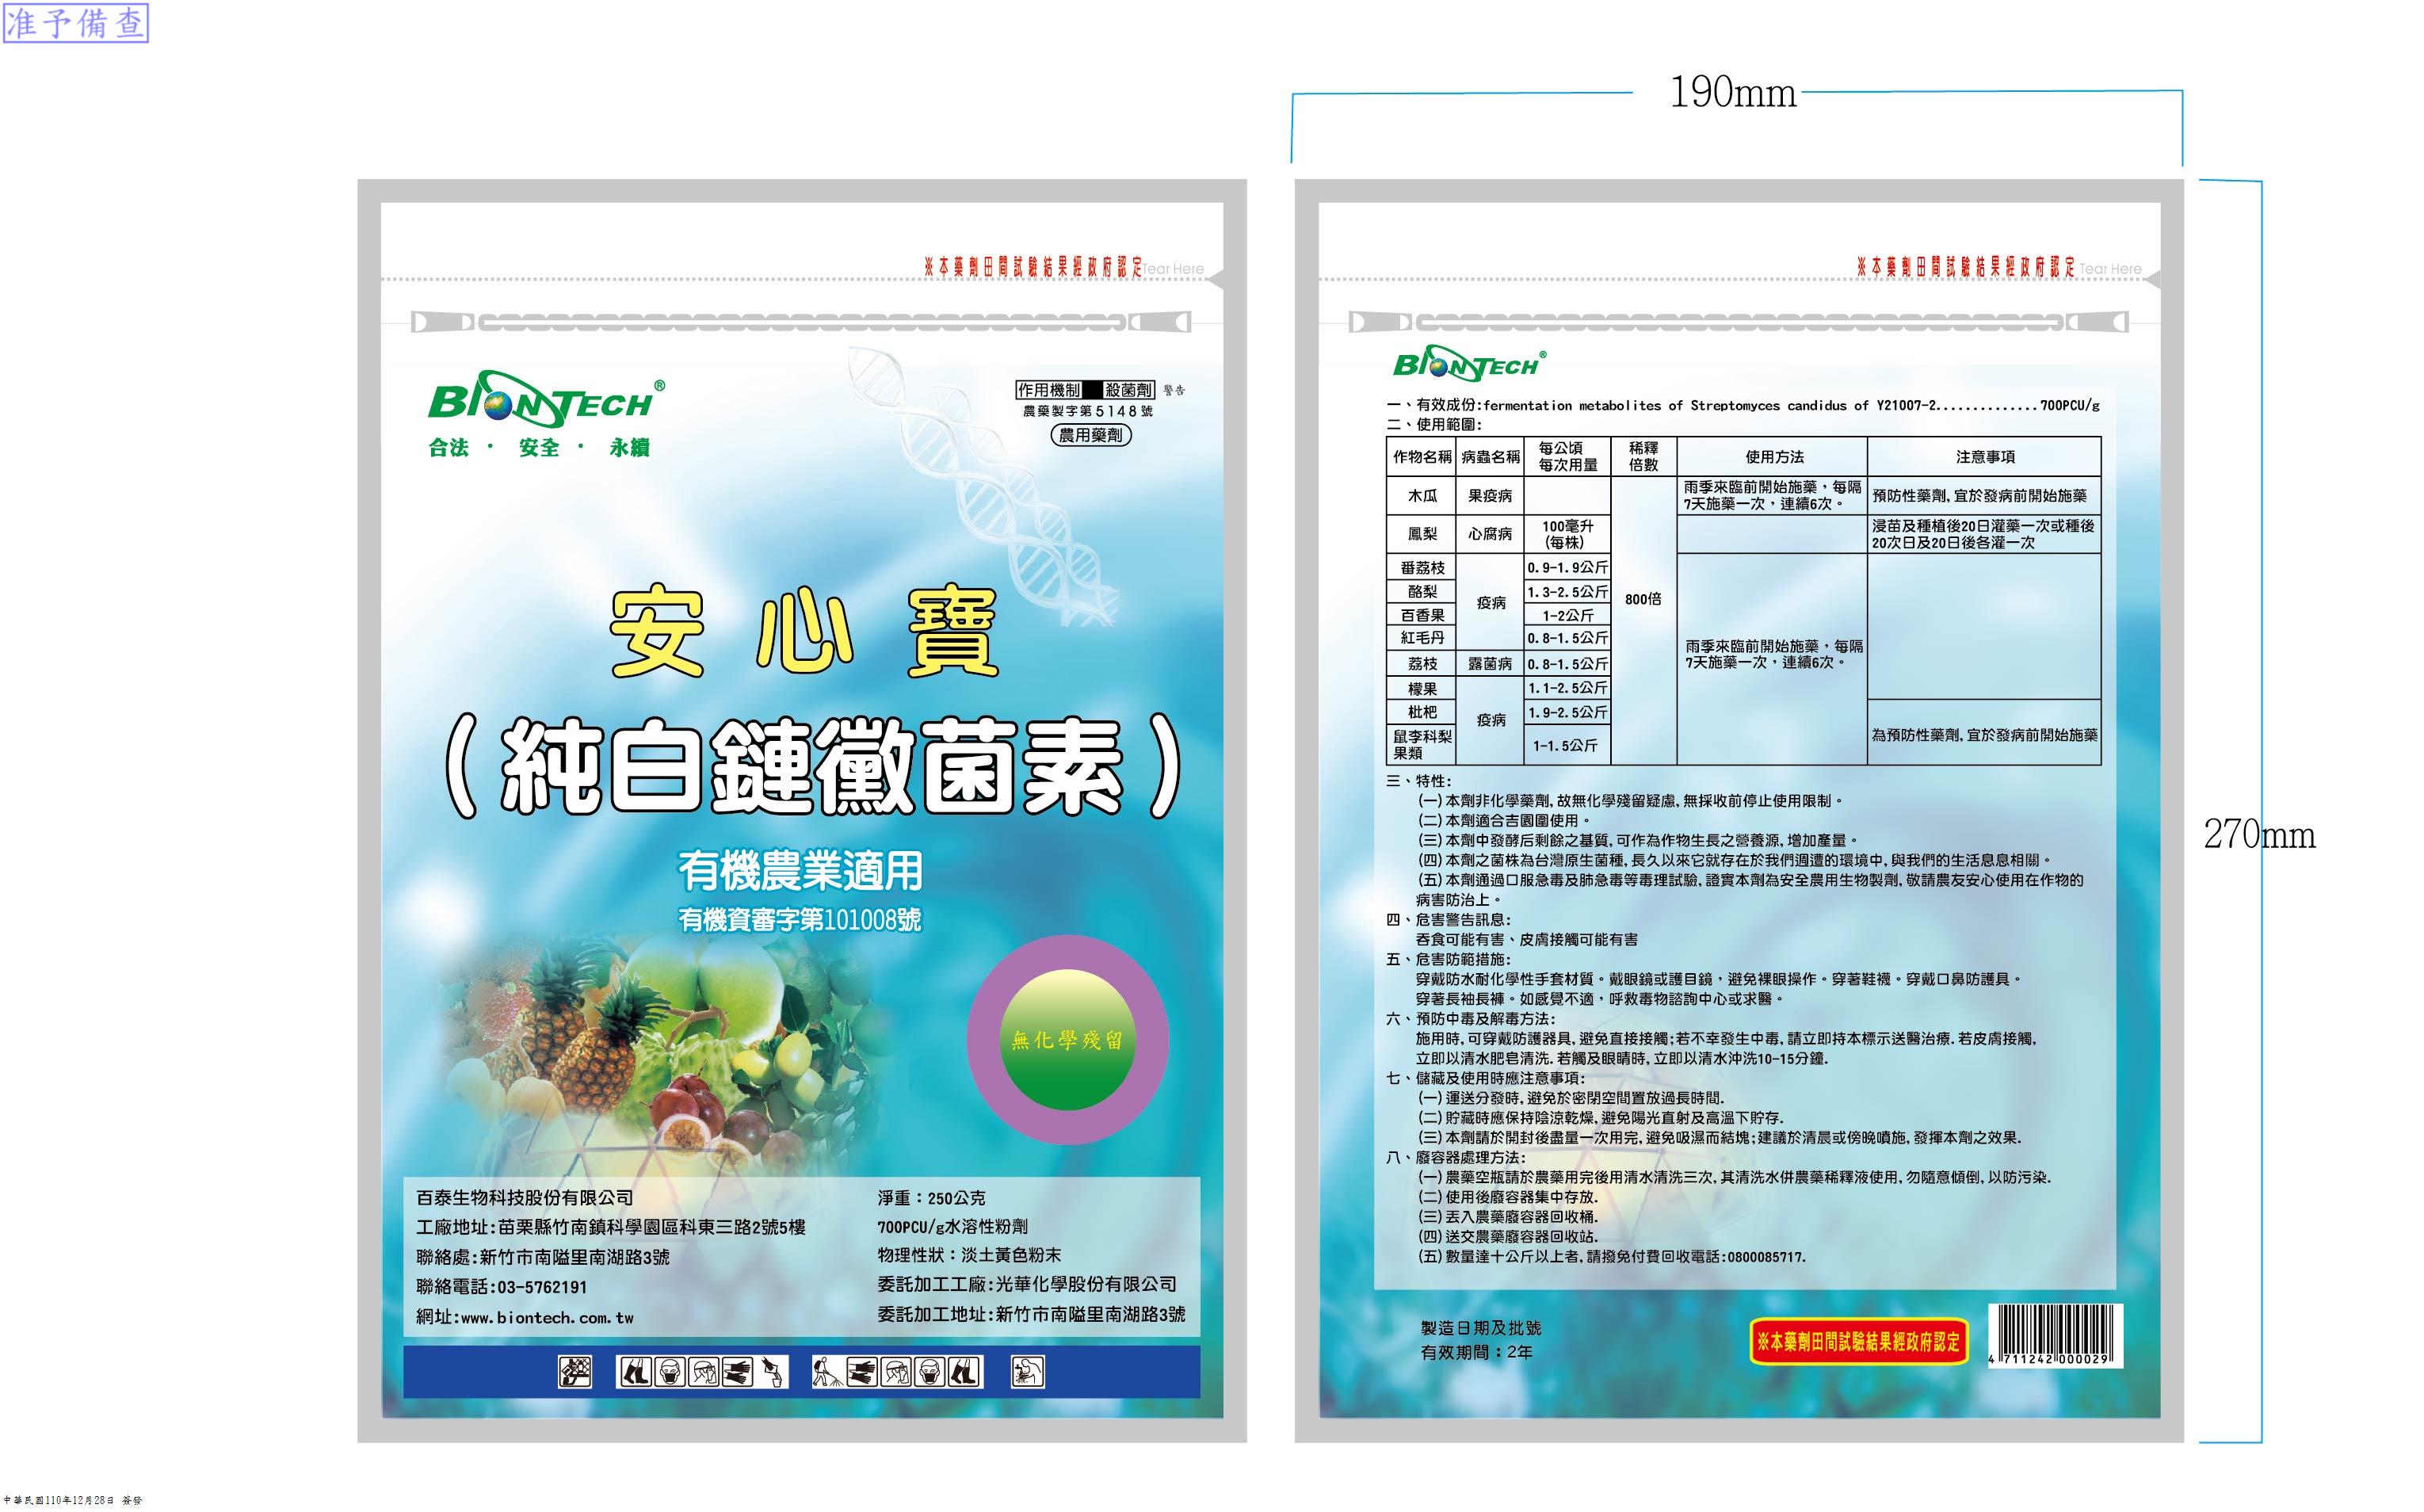 准予備查
190mm
270mm
※本藥劑田間試驗結果經政府認定 Tear Here
BIONTECH®
合法 · 安全 · 永續
作用機制 殺菌劑 警告
農藥製字第5148號
農用藥劑
安心寶
(純白鏈黴菌素)
有機農業適用
有機資審字第101008號
無化學殘留
百泰生物科技股份有限公司
工廠地址:苗栗縣竹南鎮科學園區科東三路2號5樓
聯絡處:新竹市南隘里南湖路3號
聯絡電話:03-5762191
網址:www.biontech.com.tw
淨重：250公克
700PCU/g水溶性粉劑
物理性狀：淡土黃色粉末
委託加工工廠:光華化學股份有限公司
委託加工地址:新竹市南隘里南湖路3號
※本藥劑田間試驗結果經政府認定 Tear Here
BIONTECH®
一、有效成份:fermentation metabolites of Streptomyces candidus of Y21007-2..............700PCU/g
二、使用範圍:
作物名稱 病蟲名稱 每公頃每次用量 稀釋倍數 使用方法 注意事項
木瓜 果疫病 800倍 雨季來臨前開始施藥，每隔7天施藥一次，連續6次。 預防性藥劑,宜於發病前開始施藥
鳳梨 心腐病 100毫升(每株) 浸苗及種植後20日灌藥一次或種後20次日及20日後各灌一次
番荔枝 疫病 0.9-1.9公斤 雨季來臨前開始施藥，每隔7天施藥一次，連續6次。
酪梨 1.3-2.5公斤
百香果 1-2公斤
紅毛丹 0.8-1.5公斤
荔枝 露菌病 0.8-1.5公斤
檬果 疫病 1.1-2.5公斤
枇杷 1.9-2.5公斤 為預防性藥劑,宜於發病前開始施藥
鼠李科梨果類 1-1.5公斤
三、特性:
(一)本劑非化學藥劑,故無化學殘留疑慮,無採收前停止使用限制。
(二)本劑適合吉園圃使用。
(三)本劑中發酵后剩餘之基質,可作為作物生長之營養源,增加產量。
(四)本劑之菌株為台灣原生菌種,長久以來它就存在於我們週遭的環境中,與我們的生活息息相關。
(五)本劑通過口服急毒及肺急毒等毒理試驗,證實本劑為安全農用生物製劑,敬請農友安心使用在作物的
病害防治上。
四、危害警告訊息:
吞食可能有害、皮膚接觸可能有害
五、危害防範措施:
穿戴防水耐化學性手套材質。戴眼鏡或護目鏡，避免裸眼操作。穿著鞋襪。穿戴口鼻防護具。
穿著長袖長褲。如感覺不適，呼救毒物諮詢中心或求醫。
六、預防中毒及解毒方法:
施用時,可穿戴防護器具,避免直接接觸;若不幸發生中毒,請立即持本標示送醫治療.若皮膚接觸,
立即以清水肥皂清洗.若觸及眼睛時,立即以清水沖洗10-15分鐘.
七、儲藏及使用時應注意事項:
(一)運送分發時,避免於密閉空間置放過長時間.
(二)貯藏時應保持陰涼乾燥,避免陽光直射及高溫下貯存.
(三)本劑請於開封後盡量一次用完,避免吸濕而結塊;建議於清晨或傍晚噴施,發揮本劑之效果.
八、廢容器處理方法:
(一)農藥空瓶請於農藥用完後用清水清洗三次,其清洗水併農藥稀釋液使用,勿隨意傾倒,以防污染.
(二)使用後廢容器集中存放.
(三)丟入農藥廢容器回收桶.
(四)送交農藥廢容器回收站.
(五)數量達十公斤以上者,請撥免付費回收電話:0800085717.
製造日期及批號
有效期間：2年
※本藥劑田間試驗結果經政府認定
4 711242 000029
中華民國110年12月28日 簽發